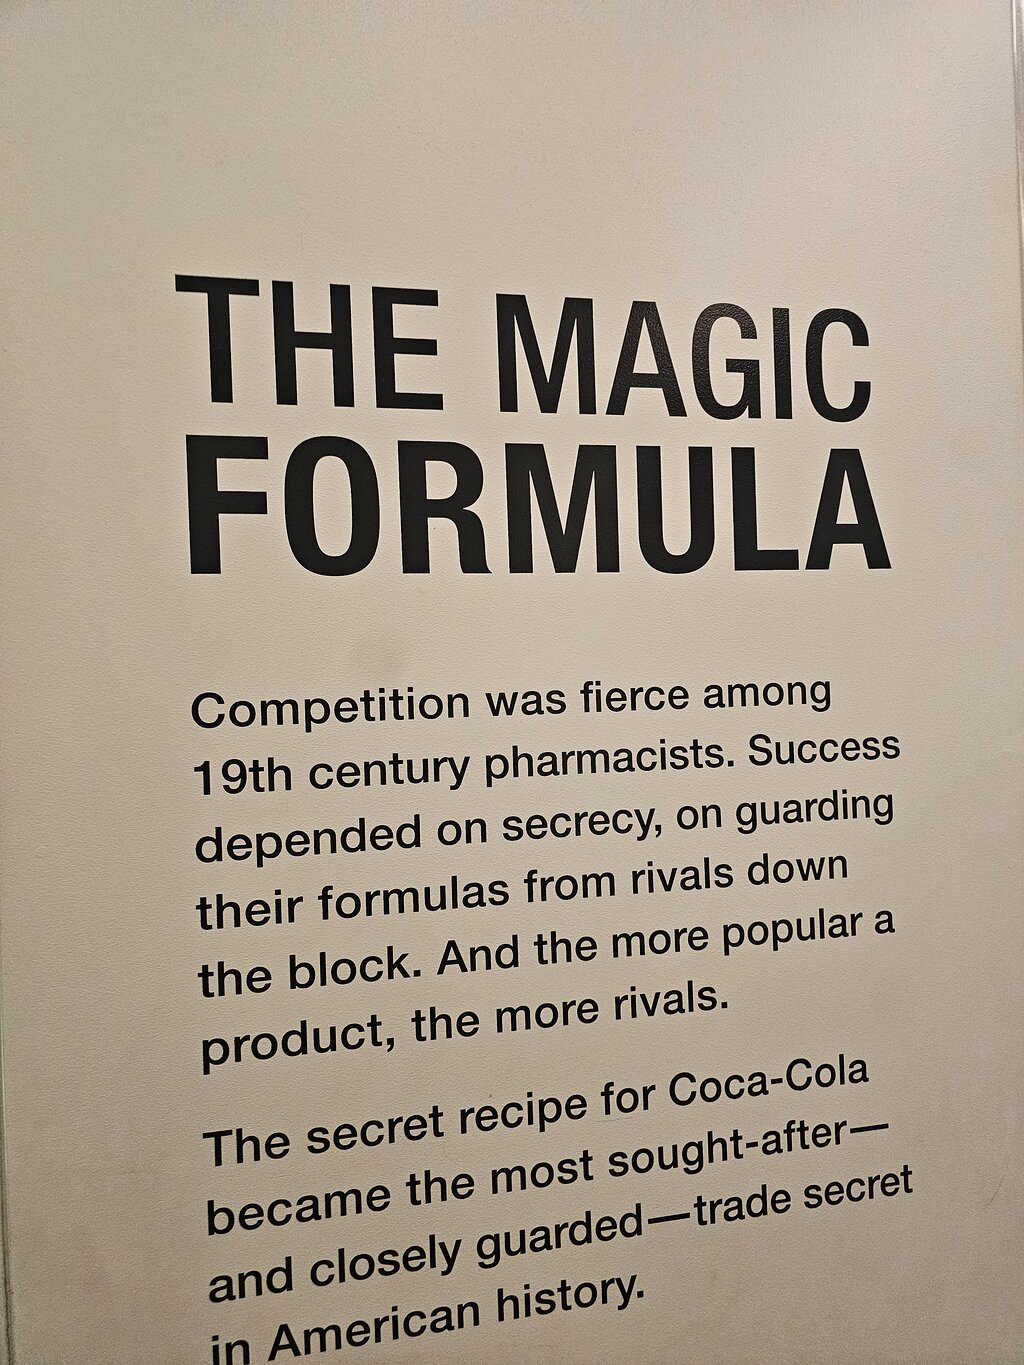 THE MAGIC
FORMULA
Competition was fierce among
19th century pharmacists. Success
depended on secrecy, on guarding
their formulas from rivals down
the block. And the more popular a
product, the more rivals.
The secret recipe for Coca-Cola
became the most sought-after—
and closely guarded—trade secret
in American history.